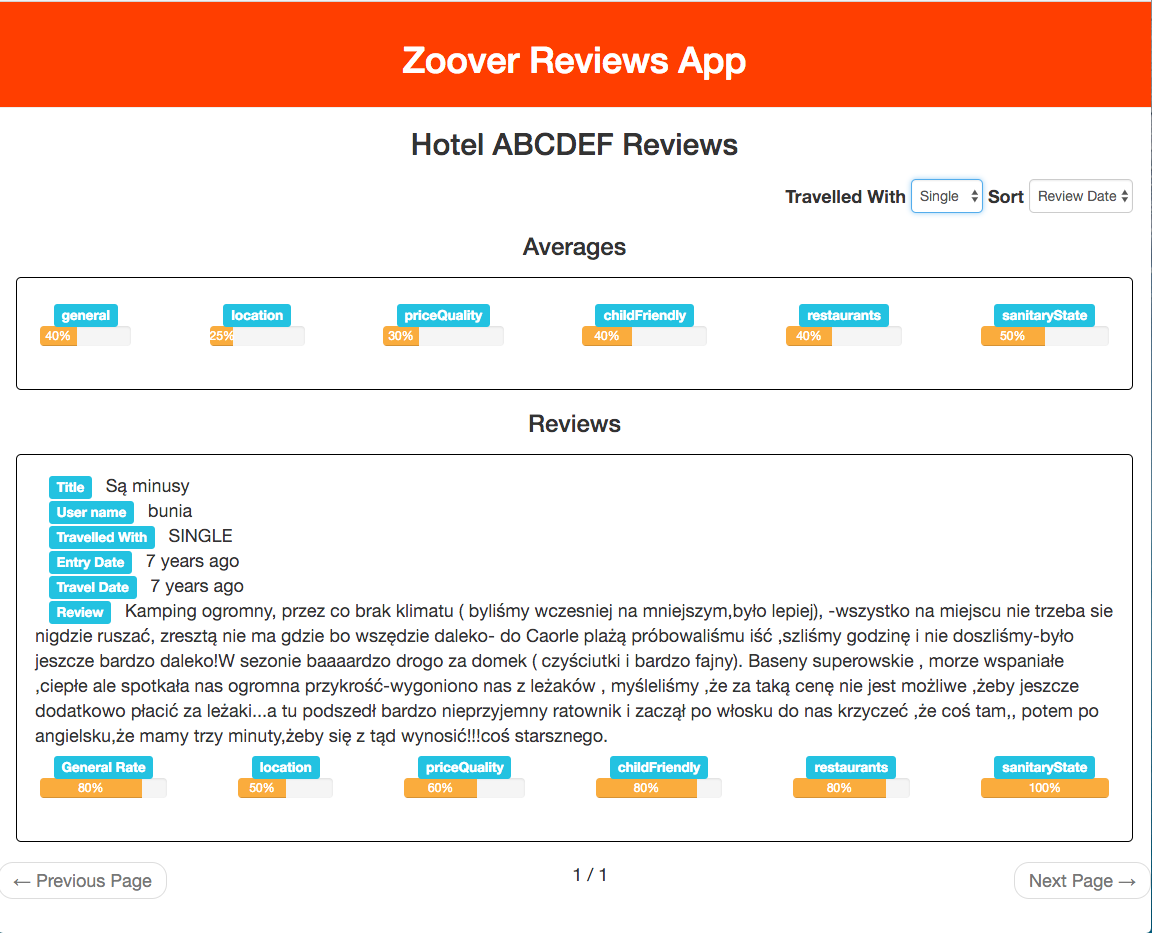 Zoover Reviews App
Hotel ABCDEF Reviews
Travelled With Single Sort Review Date
Averages
general location priceQuality childFriendly restaurants sanitaryState
40% 25% 30% 40% 40% 50%
Reviews
Title Są minusy
User name bunia
Travelled With SINGLE
Entry Date 7 years ago
Travel Date 7 years ago
Review Kamping ogromny, przez co brak klimatu ( byliśmy wczesniej na mniejszym,było lepiej), -wszystko na miejscu nie trzeba sie
nigdzie ruszać, zresztą nie ma gdzie bo wszędzie daleko- do Caorle plażą próbowaliśmu iść ,szliśmy godzinę i nie doszliśmy-było
jeszcze bardzo daleko!W sezonie baaaardzo drogo za domek ( czyściutki i bardzo fajny). Baseny superowskie , morze wspaniałe
,ciepłe ale spotkała nas ogromna przykrość-wygoniono nas z leżaków , myśleliśmy ,że za taką cenę nie jest możliwe ,żeby jeszcze
dodatkowo płacić za leżaki...a tu podszedł bardzo nieprzyjemny ratownik i zaczął po włosku do nas krzyczeć ,że coś tam,, potem po
angielsku,że mamy trzy minuty,żeby się z tąd wynosić!!!coś starsznego.
General Rate location priceQuality childFriendly restaurants sanitaryState
80% 50% 60% 80% 80% 100%
← Previous Page 1 / 1 Next Page →